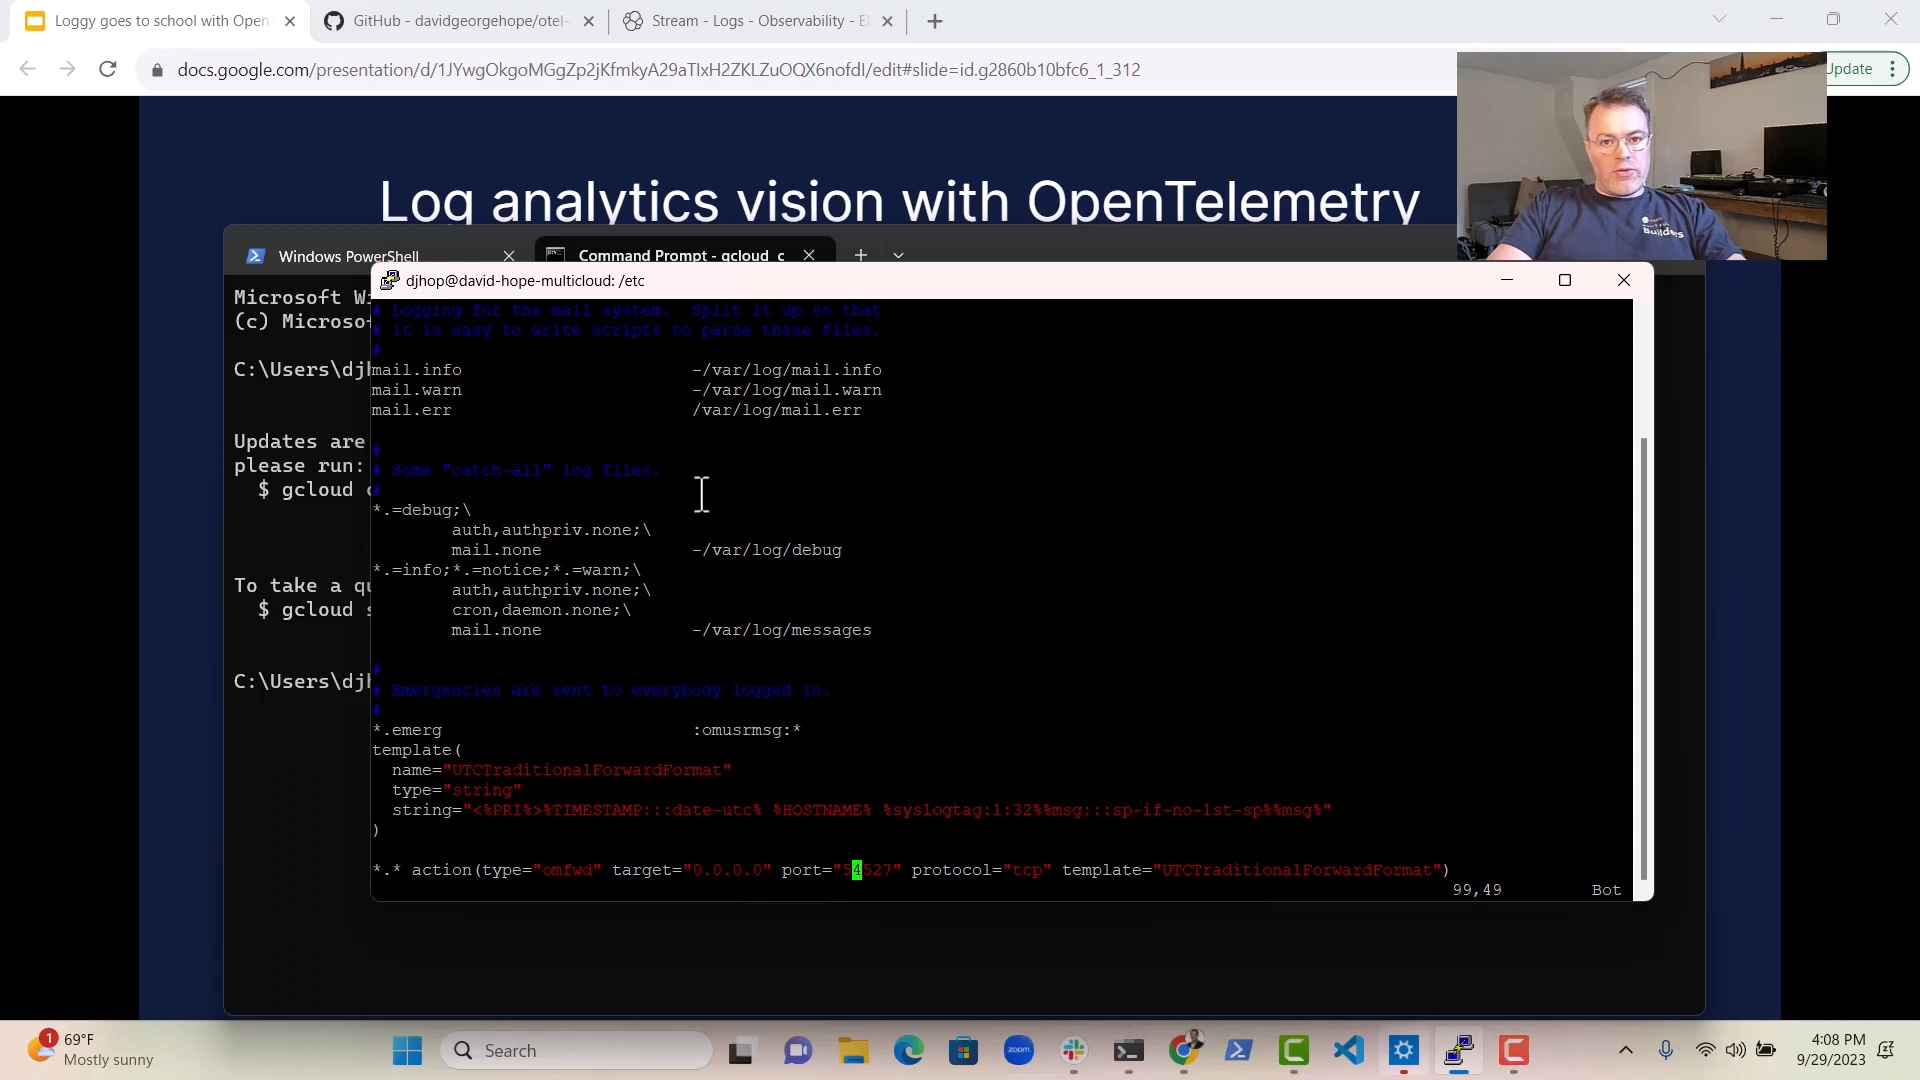 Loggy goes to school with Open
GitHub - davidgeorgehope/otel-
Stream - Logs - Observability - El
docs.google.com/presentation/d/1JYwgOkgoMGgZp2jKfmkyA29aTIxH2ZKLZuOQX6nofdI/edit#slide=id.g2860b10bfc6_1_312
Update
Log analytics vision with OpenTelemetry
Builders
Windows PowerShell
Command Prompt - gcloud c
Microsoft Wi
(c) Microsof
C:\Users\djh
Updates are
please run:
$ gcloud c
To take a qu
$ gcloud s
C:\Users\djh
djhop@david-hope-multicloud: /etc
# Logging for the mail system.  Split it up so that
# it is easy to write scripts to parse these files.
#
mail.info -/var/log/mail.info
mail.warn -/var/log/mail.warn
mail.err /var/log/mail.err
#
# Some "catch-all" log files.
#
*.=debug;\
auth,authpriv.none;\
mail.none -/var/log/debug
*.=info;*.=notice;*.=warn;\
auth,authpriv.none;\
cron,daemon.none;\
mail.none -/var/log/messages
#
# Emergencies are sent to everybody logged in.
#
*.emerg :omusrmsg:*
template(
name="UTCTraditionalForwardFormat"
type="string"
string="<%PRI%>%TIMESTAMP:::date-utc% %HOSTNAME% %syslogtag:1:32%%msg:::sp-if-no-1st-sp%%msg%"
)
*.* action(type="omfwd" target="0.0.0.0" port="54527" protocol="tcp" template="UTCTraditionalForwardFormat")
99,49 Bot
1
69°F
Mostly sunny
Search
zoom
4:08 PM
9/29/2023